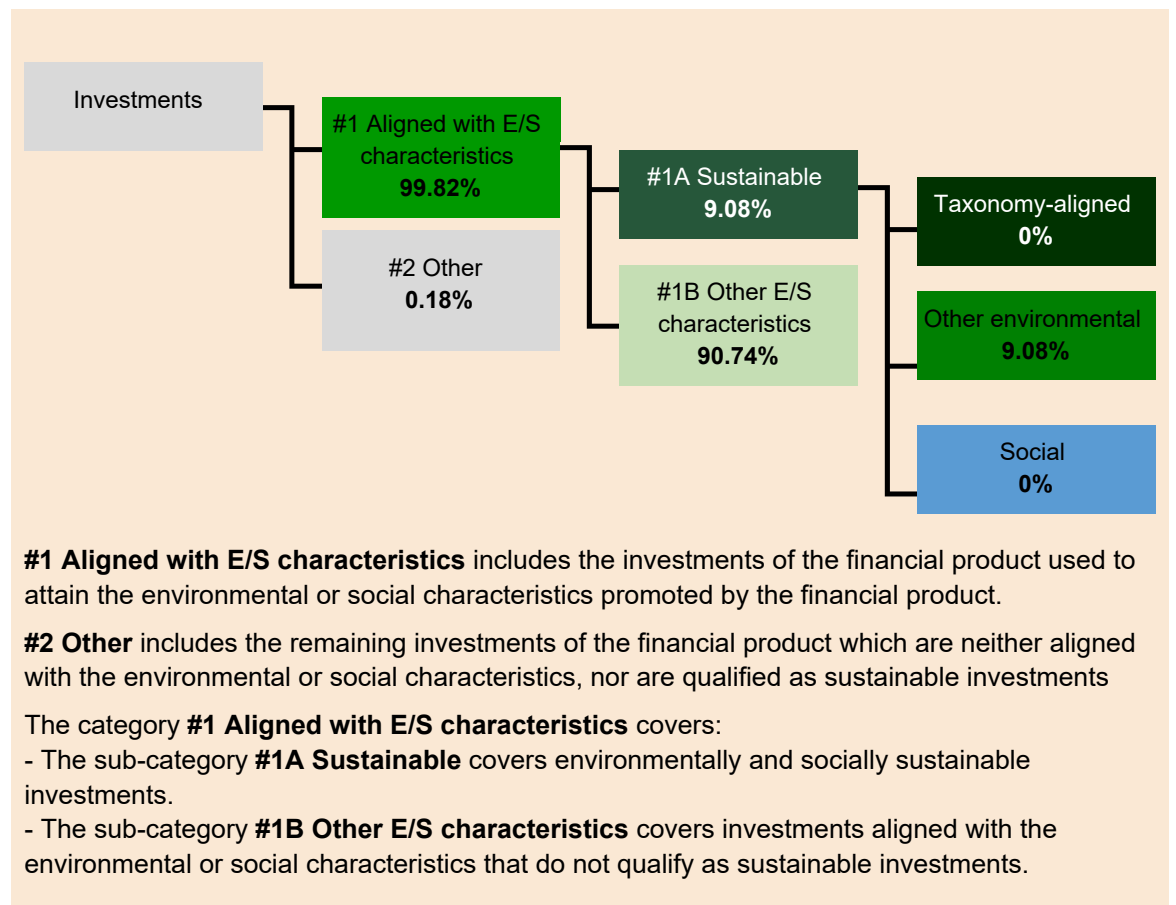 Investments
#1 Aligned with E/S
characteristics
99.82%
#2 Other
0.18%
#1A Sustainable
9.08%
#1B Other E/S
characteristics
90.74%
Taxonomy-aligned
0%
Other environmental
9.08%
Social
0%
#1 Aligned with E/S characteristics includes the investments of the financial product used to
attain the environmental or social characteristics promoted by the financial product.
#2 Other includes the remaining investments of the financial product which are neither aligned
with the environmental or social characteristics, nor are qualified as sustainable investments
The category #1 Aligned with E/S characteristics covers:
- The sub-category #1A Sustainable covers environmentally and socially sustainable
investments.
- The sub-category #1B Other E/S characteristics covers investments aligned with the
environmental or social characteristics that do not qualify as sustainable investments.